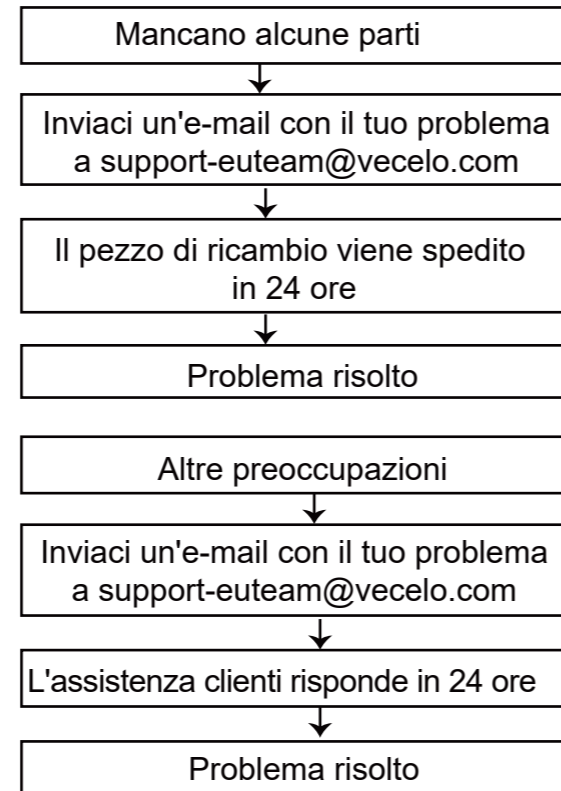 Mancano alcune parti
Inviaci un'e-mail con il tuo problema
a support-euteam@vecelo.com
Il pezzo di ricambio viene spedito
in 24 ore
Problema risolto
Altre preoccupazioni
Inviaci un'e-mail con il tuo problema
a support-euteam@vecelo.com
L'assistenza clienti risponde in 24 ore
Problema risolto